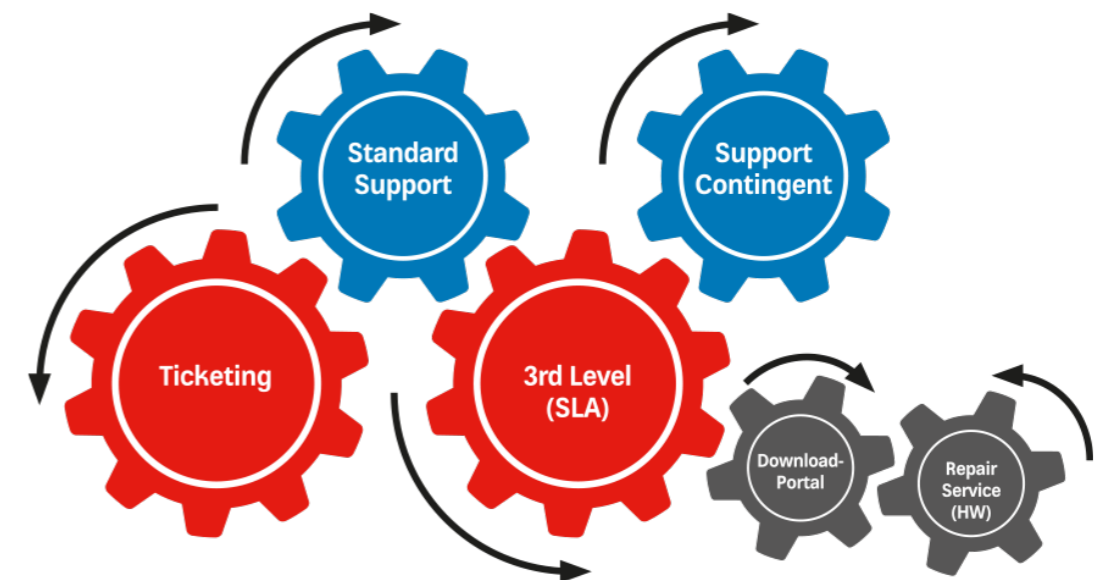 Standard
Support
Support
Contingent
Ticketing
3rd Level
(SLA)
Download-
Portal
Repair
Service
(HW)